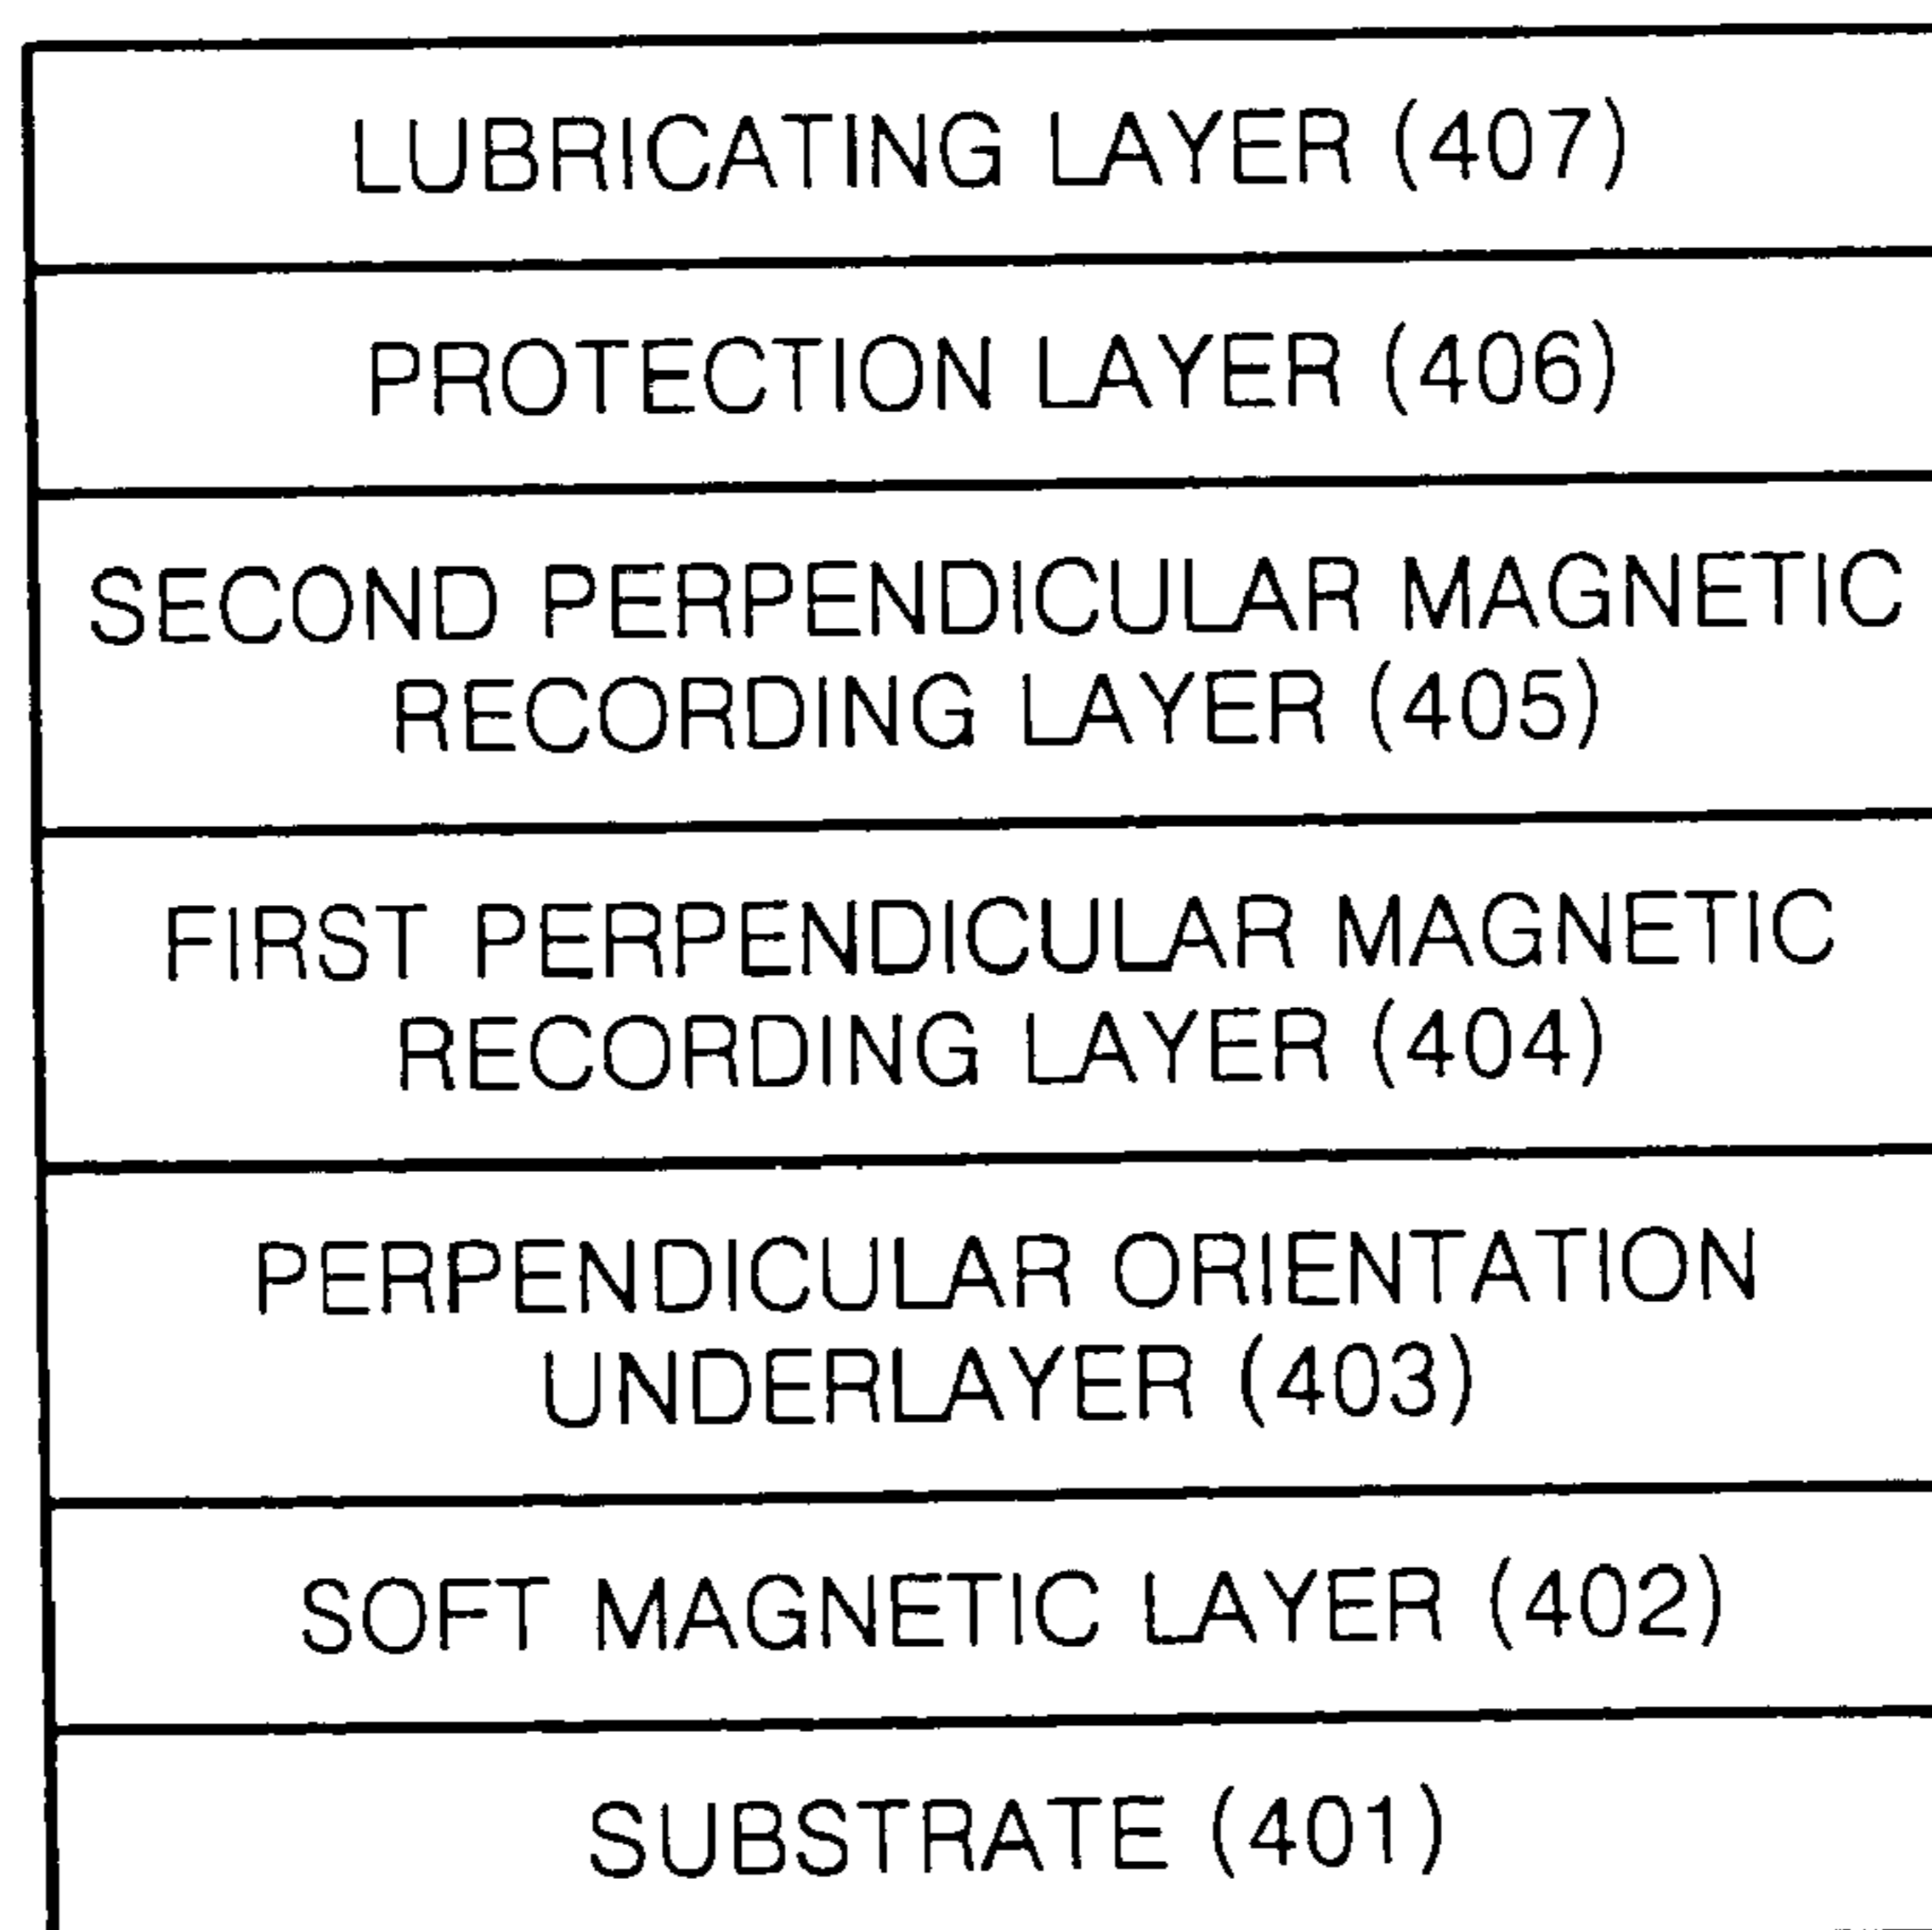 LUBRICATING LAYER (407)
PROTECTION LAYER (406)
SECOND PERPENDICULAR MAGNETIC
RECORDING LAYER (405)
FIRST PERPENDICULAR MAGNETIC
RECORDING LAYER (404)
PERPENDICULAR ORIENTATION
UNDERLAYER (403)
SOFT MAGNETIC LAYER (402)
SUBSTRATE (401)